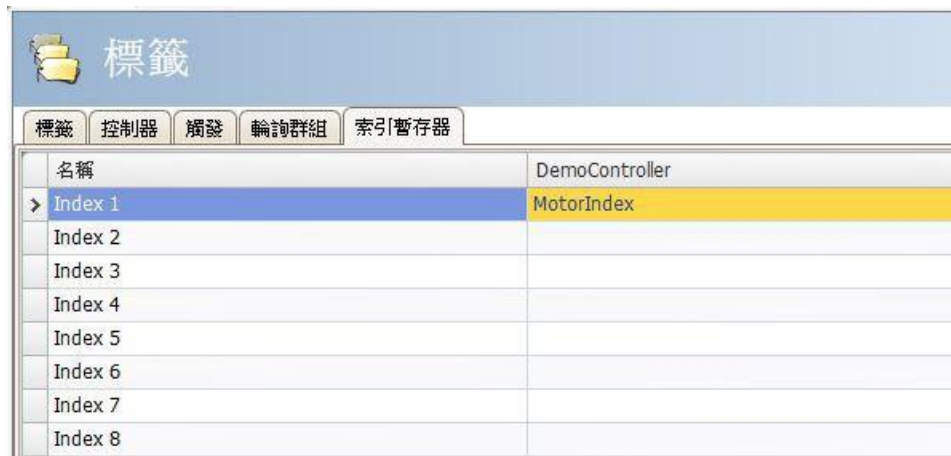 標籤
標籤 控制器 觸發 輪詢群組 索引暫存器
名稱 DemoController
Index 1 MotorIndex
Index 2
Index 3
Index 4
Index 5
Index 6
Index 7
Index 8